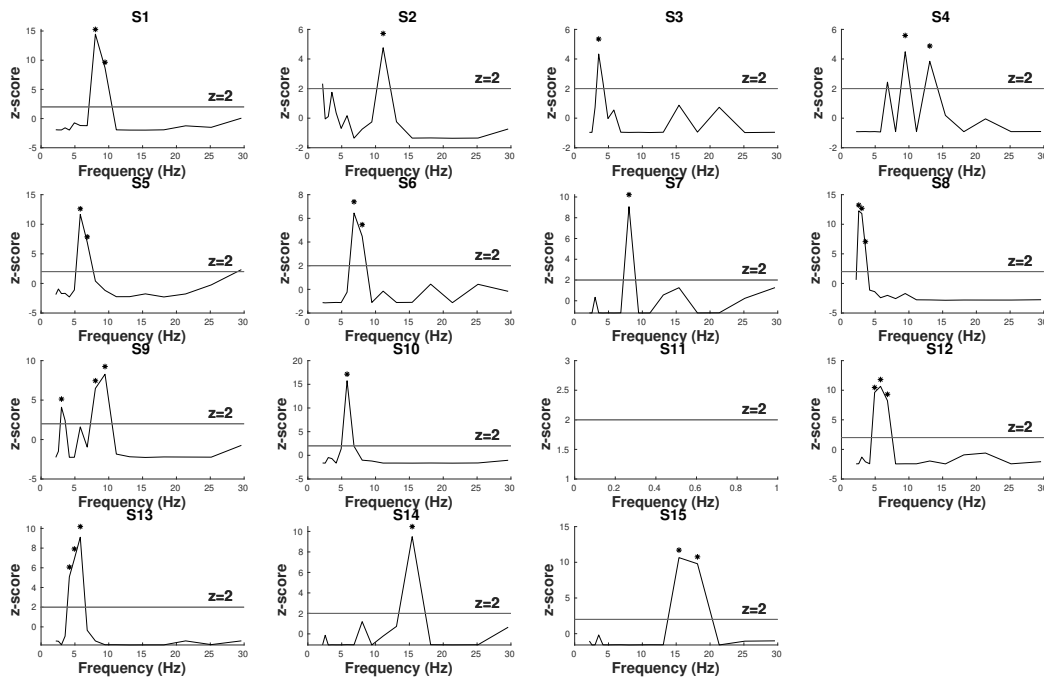 S1
z-score
15
10
5
0
-5
z=2
0 5 10 15 20 25 30
Frequency (Hz)
S2
z-score
6
4
2
0
-2
z=2
0 5 10 15 20 25 30
Frequency (Hz)
S3
z-score
6
4
2
0
-2
z=2
0 5 10 15 20 25 30
Frequency (Hz)
S4
z-score
6
4
2
0
-2
z=2
0 5 10 15 20 25 30
Frequency (Hz)
S5
z-score
15
10
5
0
-5
z=2
0 5 10 15 20 25 30
Frequency (Hz)
S6
z-score
8
6
4
2
0
-2
z=2
0 5 10 15 20 25 30
Frequency (Hz)
S7
z-score
10
8
6
4
2
0
z=2
0 5 10 15 20 25 30
Frequency (Hz)
S8
z-score
15
10
5
0
-5
z=2
0 5 10 15 20 25 30
Frequency (Hz)
S9
z-score
10
5
0
-5
z=2
0 5 10 15 20 25 30
Frequency (Hz)
S10
z-score
20
15
10
5
0
-5
z=2
0 5 10 15 20 25 30
Frequency (Hz)
S11
z-score
3
2.5
2
1.5
1
z=2
0 0.2 0.4 0.6 0.8 1
Frequency (Hz)
S12
z-score
15
10
5
0
-5
z=2
0 5 10 15 20 25 30
Frequency (Hz)
S13
z-score
10
8
6
4
2
0
z=2
0 5 10 15 20 25 30
Frequency (Hz)
S14
z-score
10
8
6
4
2
0
z=2
0 5 10 15 20 25 30
Frequency (Hz)
S15
z-score
15
10
5
0
z=2
0 5 10 15 20 25 30
Frequency (Hz)